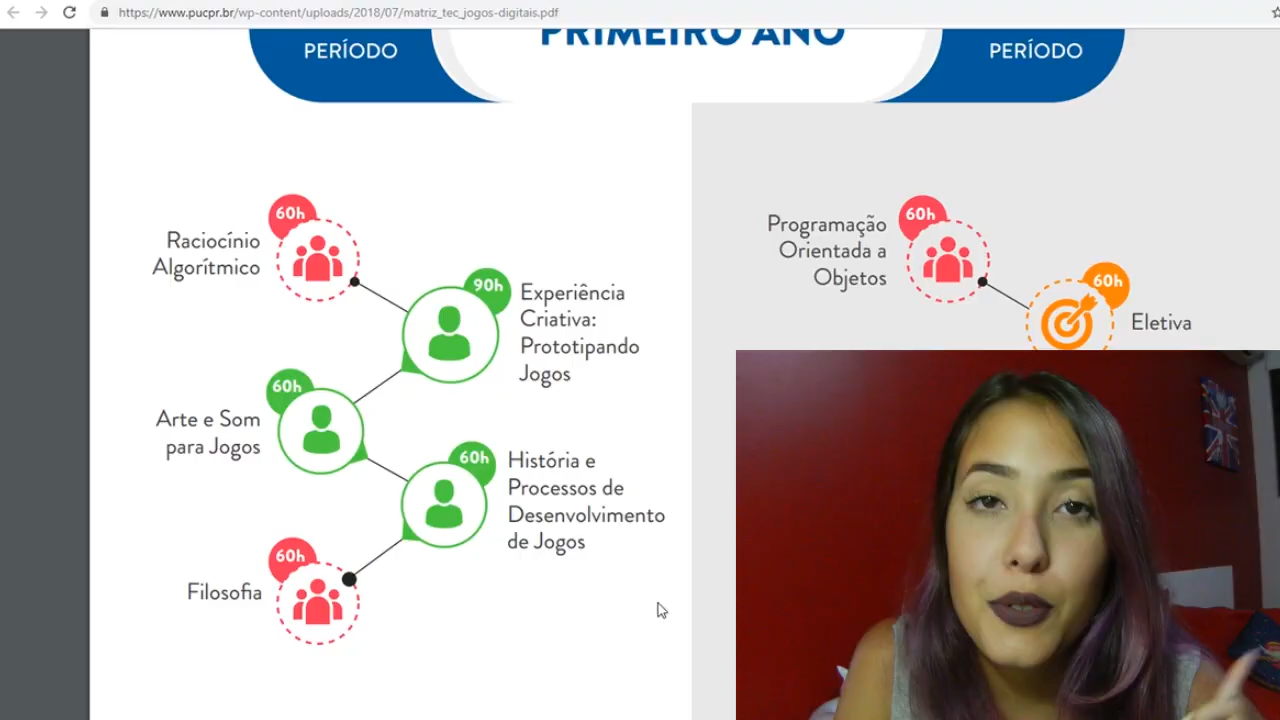 https://www.pucpr.br/wp-content/uploads/2018/07/matriz_tec_jogos-digitais.pdf
PERÍODO
PRIMEIRO ANO
PERÍODO
60h
Raciocínio
Algorítmico
90h
Experiência
Criativa:
Prototipando
Jogos
60h
Arte e Som
para Jogos
60h
História e
Processos de
Desenvolvimento
de Jogos
60h
Filosofia
60h
Programação
Orientada a
Objetos
60h
Eletiva